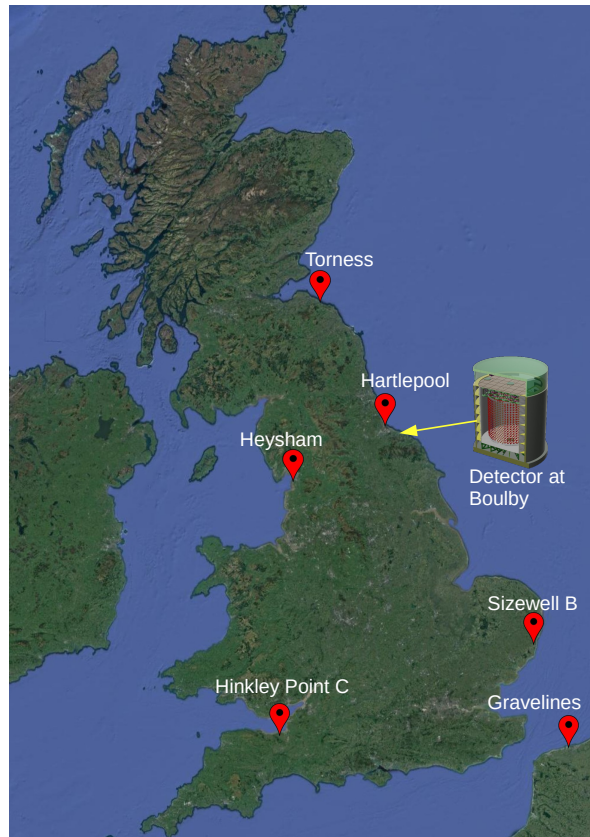 Torness
Hartlepool
Heysham
Detector at
Boulby
Sizewell B
Hinkley Point C
Gravelines